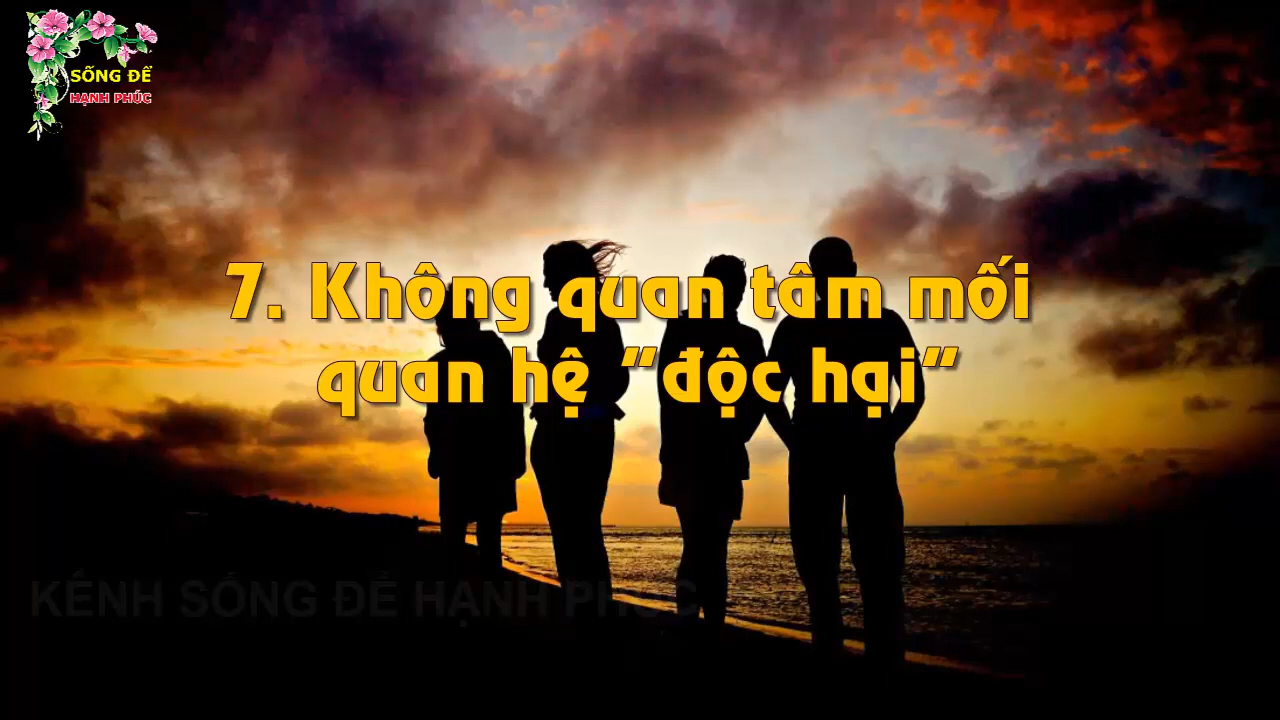 SỐNG ĐỂ
HẠNH PHÚC
7. Không quan tâm mối
quan hệ “độc hại”
KÊNH SỐNG ĐỂ HẠNH PHÚC